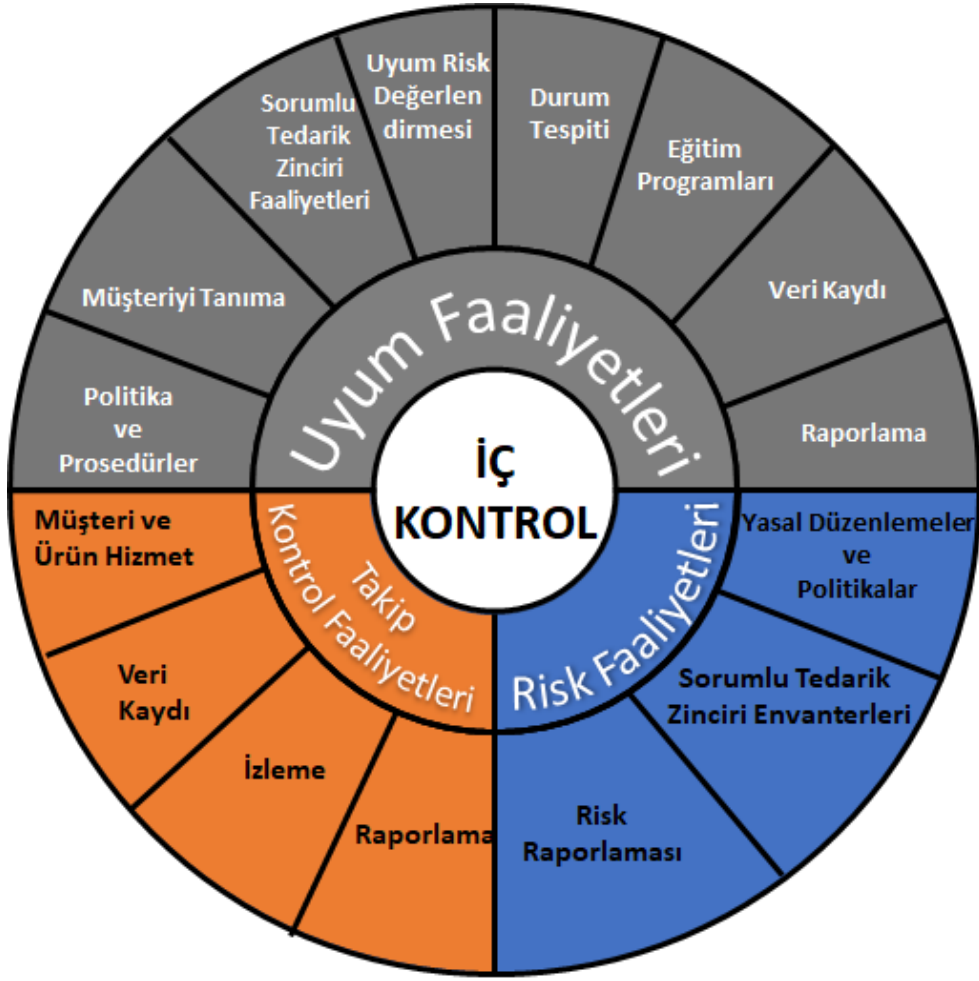 Uyum Risk
Değerlen
dirmesi
Durum
Tespiti
Eğitim
Programları
Veri Kaydı
Raporlama
Sorumlu
Tedarik
Zinciri
Faaliyetleri
Müşteriyi Tanıma
Politika
ve
Prosedürler
Uyum Faaliyetleri
İÇ
KONTROL
Takip
Kontrol Faaliyetleri
Risk Faaliyetleri
Müşteri ve
Ürün Hizmet
Veri
Kaydı
İzleme
Raporlama
Yasal Düzenlemeler
ve
Politikalar
Sorumlu Tedarik
Zinciri Envanterleri
Risk
Raporlaması